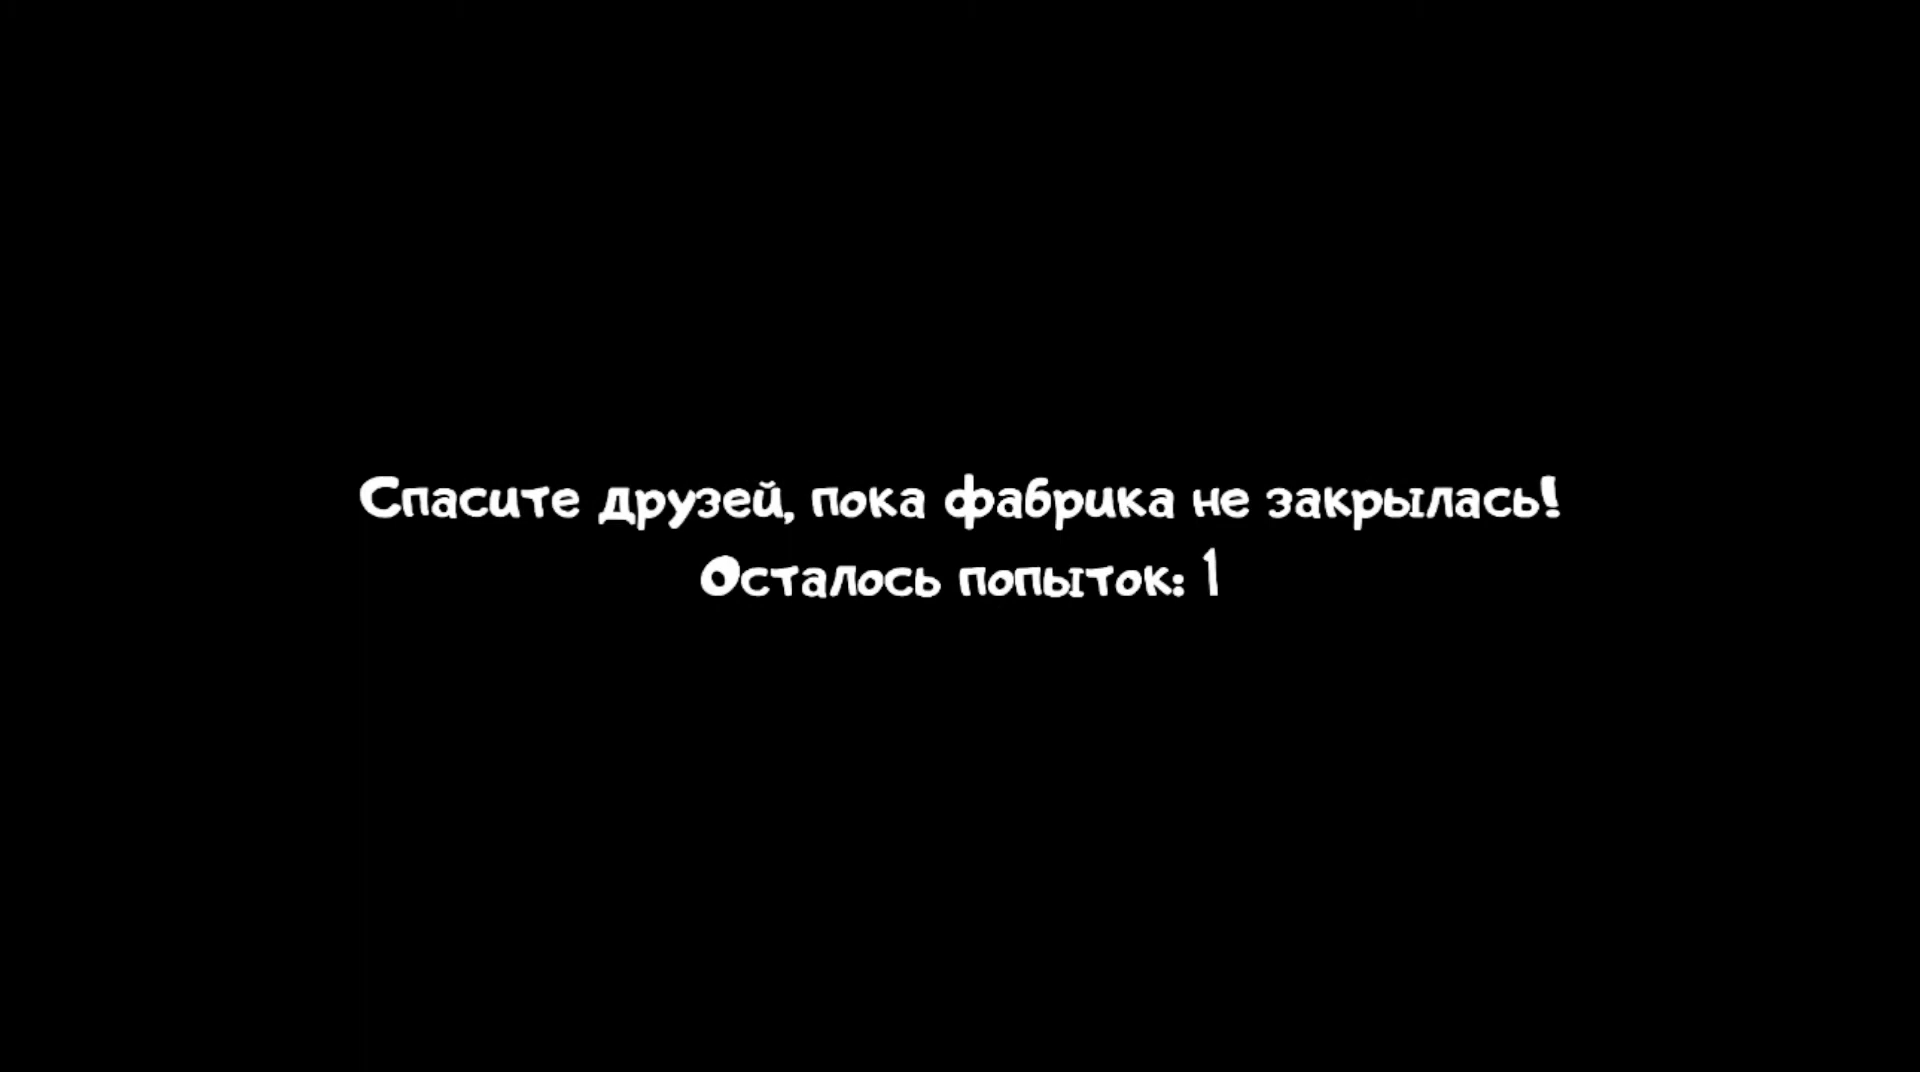 Спасите друзей, пока фабрика не закрылась!
Осталось попыток: 1